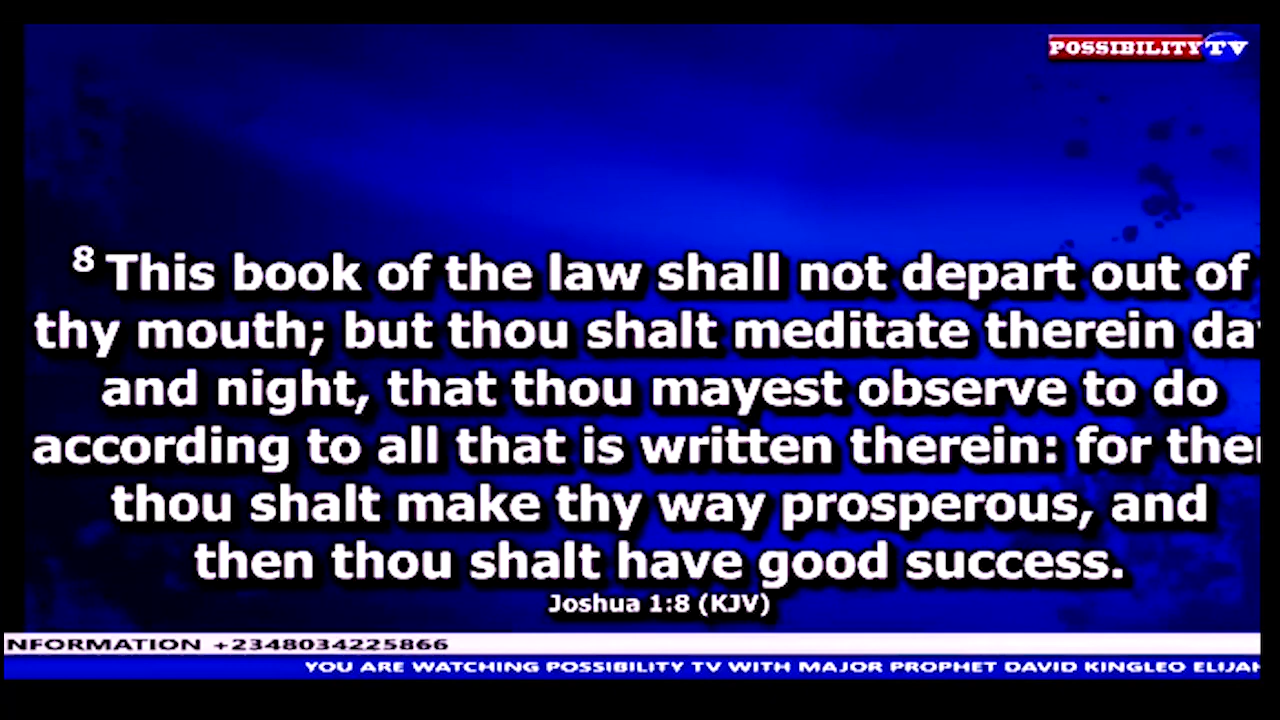 POSSIBILITY TV
8 This book of the law shall not depart out of
thy mouth; but thou shalt meditate therein da
and night, that thou mayest observe to do
according to all that is written therein: for the
thou shalt make thy way prosperous, and
then thou shalt have good success.
Joshua 1:8 (KJV)
NFORMATION +2348034225866
YOU ARE WATCHING POSSIBILITY TV WITH MAJOR PROPHET DAVID KINGLEO ELIJAH